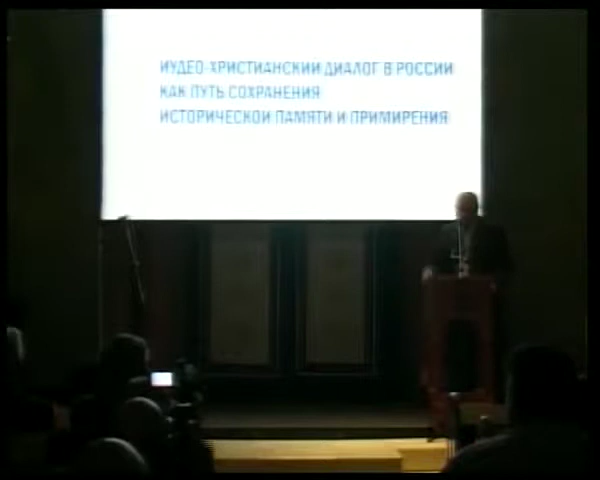 ИУДЕО-ХРИСТИАНСКИЙ ДИАЛОГ В РОССИИ
КАК ПУТЬ СОХРАНЕНИЯ
ИСТОРИЧЕСКОЙ ПАМЯТИ И ПРИМИРЕНИЯ